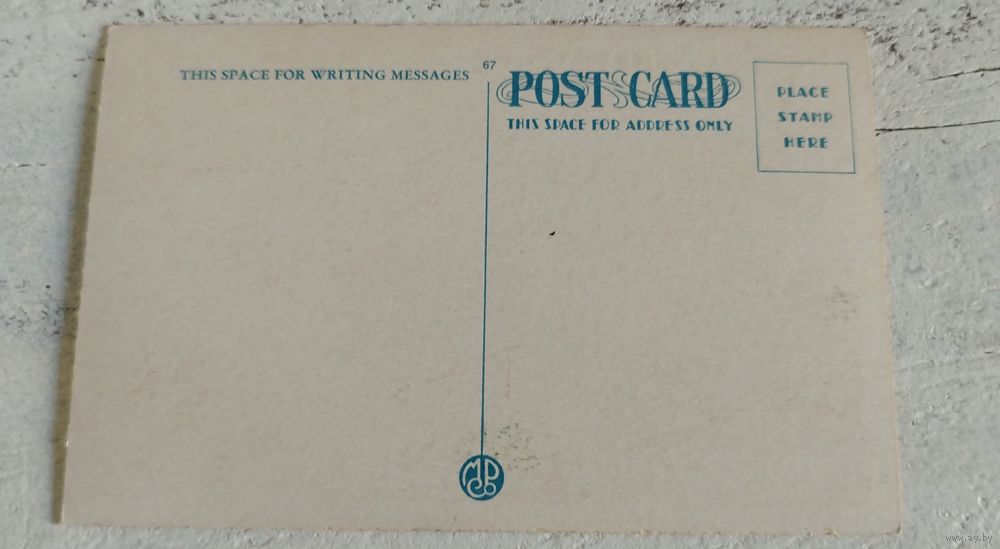 THIS SPACE FOR WRITING MESSAGES
67
POST CARD
THIS SPACE FOR ADDRESS ONLY
PLACE
STAMP
HERE
MPCo
www.ay.by